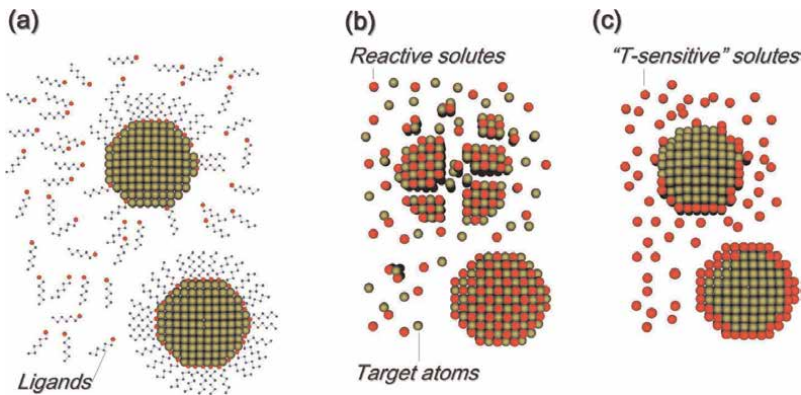 (a)
(b)
(c)
Reactive solutes
“T-sensitive” solutes
Ligands
Target atoms